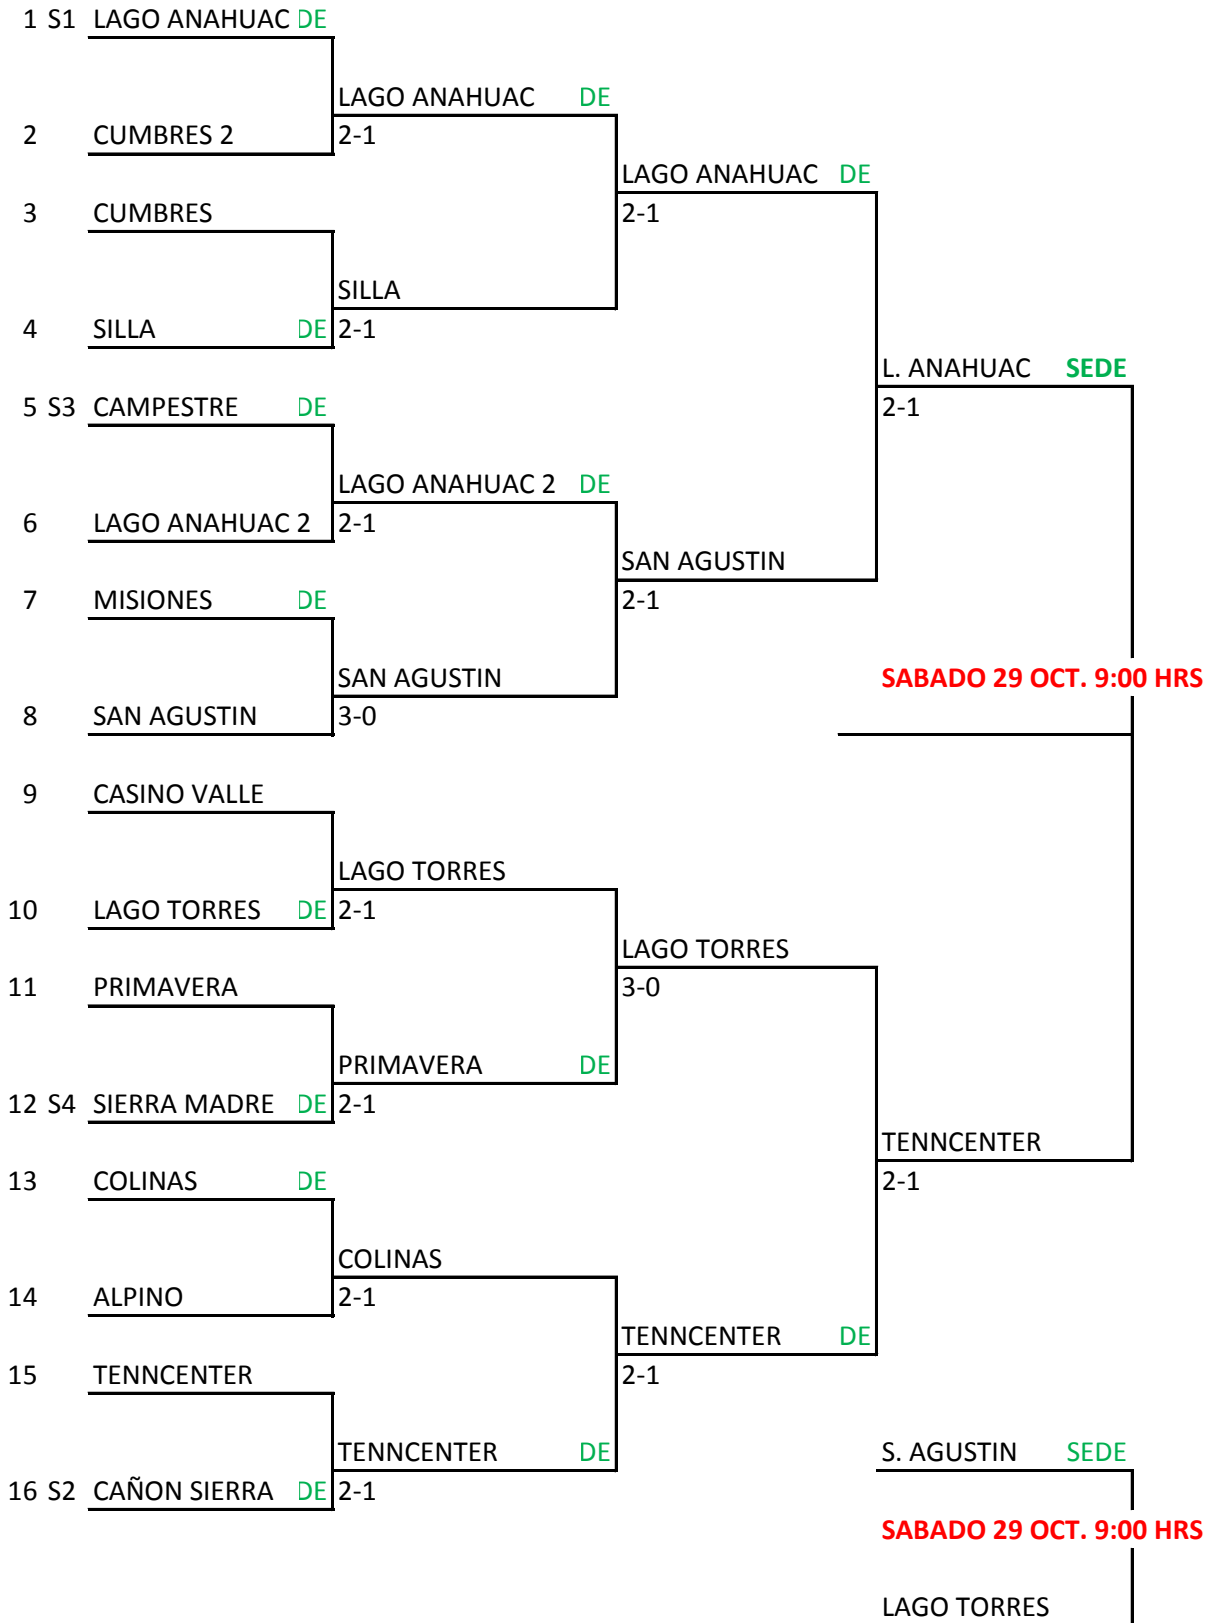 1 S1 LAGO ANAHUAC DE
LAGO ANAHUAC DE
2 CUMBRES 2 2-1
LAGO ANAHUAC DE
3 CUMBRES 2-1
SILLA
4 SILLA DE 2-1
L. ANAHUAC SEDE
5 S3 CAMPESTRE DE 2-1
LAGO ANAHUAC 2 DE
6 LAGO ANAHUAC 2 2-1
SAN AGUSTIN
7 MISIONES DE 2-1
SAN AGUSTIN SABADO 29 OCT. 9:00 HRS
8 SAN AGUSTIN 3-0
9 CASINO VALLE
LAGO TORRES
10 LAGO TORRES DE 2-1
LAGO TORRES
11 PRIMAVERA 3-0
PRIMAVERA DE
12 S4 SIERRA MADRE DE 2-1
TENNCENTER
13 COLINAS DE 2-1
COLINAS
14 ALPINO 2-1
TENNCENTER DE
15 TENNCENTER 2-1
TENNCENTER DE S. AGUSTIN SEDE
16 S2 CAÑON SIERRA DE 2-1
SABADO 29 OCT. 9:00 HRS
LAGO TORRES